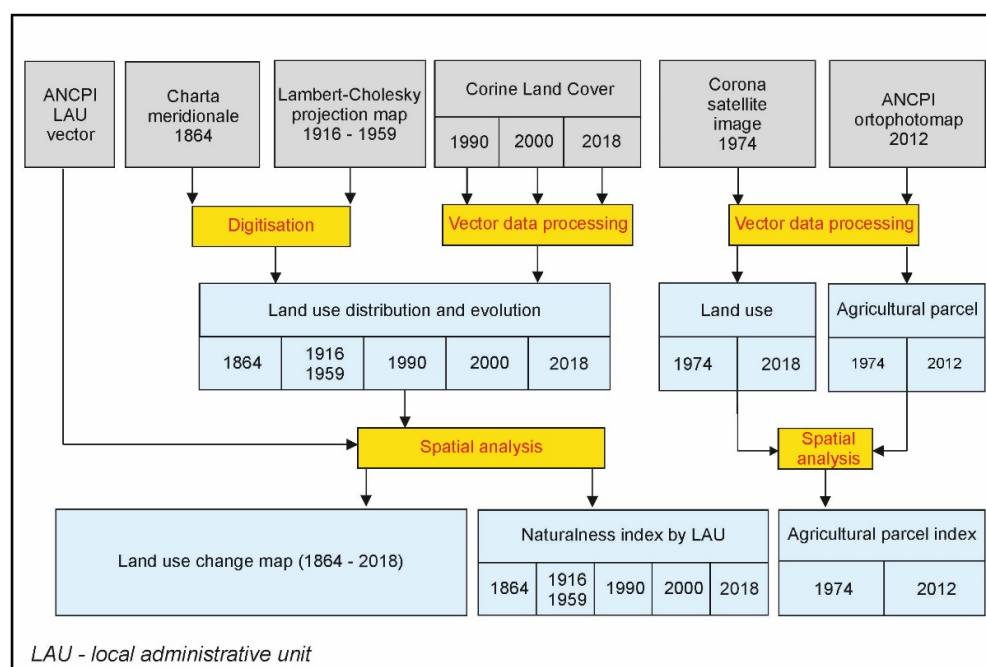 ANCPI
LAU
vector
Charta
meridionale
1864
Lambert-Cholesky
projection map
1916 - 1959
Corine Land Cover
1990
2000
2018
Corona
satellite
image
1974
ANCPI
ortophotomap
2012
Digitisation
Vector data processing
Vector data processing
Land use distribution and evolution
1864
1916
1959
1990
2000
2018
Land use
1974
2018
Agricultural parcel
1974
2012
Spatial analysis
Spatial
analysis
Land use change map (1864 - 2018)
Naturalness index by LAU
1864
1916
1959
1990
2000
2018
Agricultural parcel index
1974
2012
LAU - local administrative unit